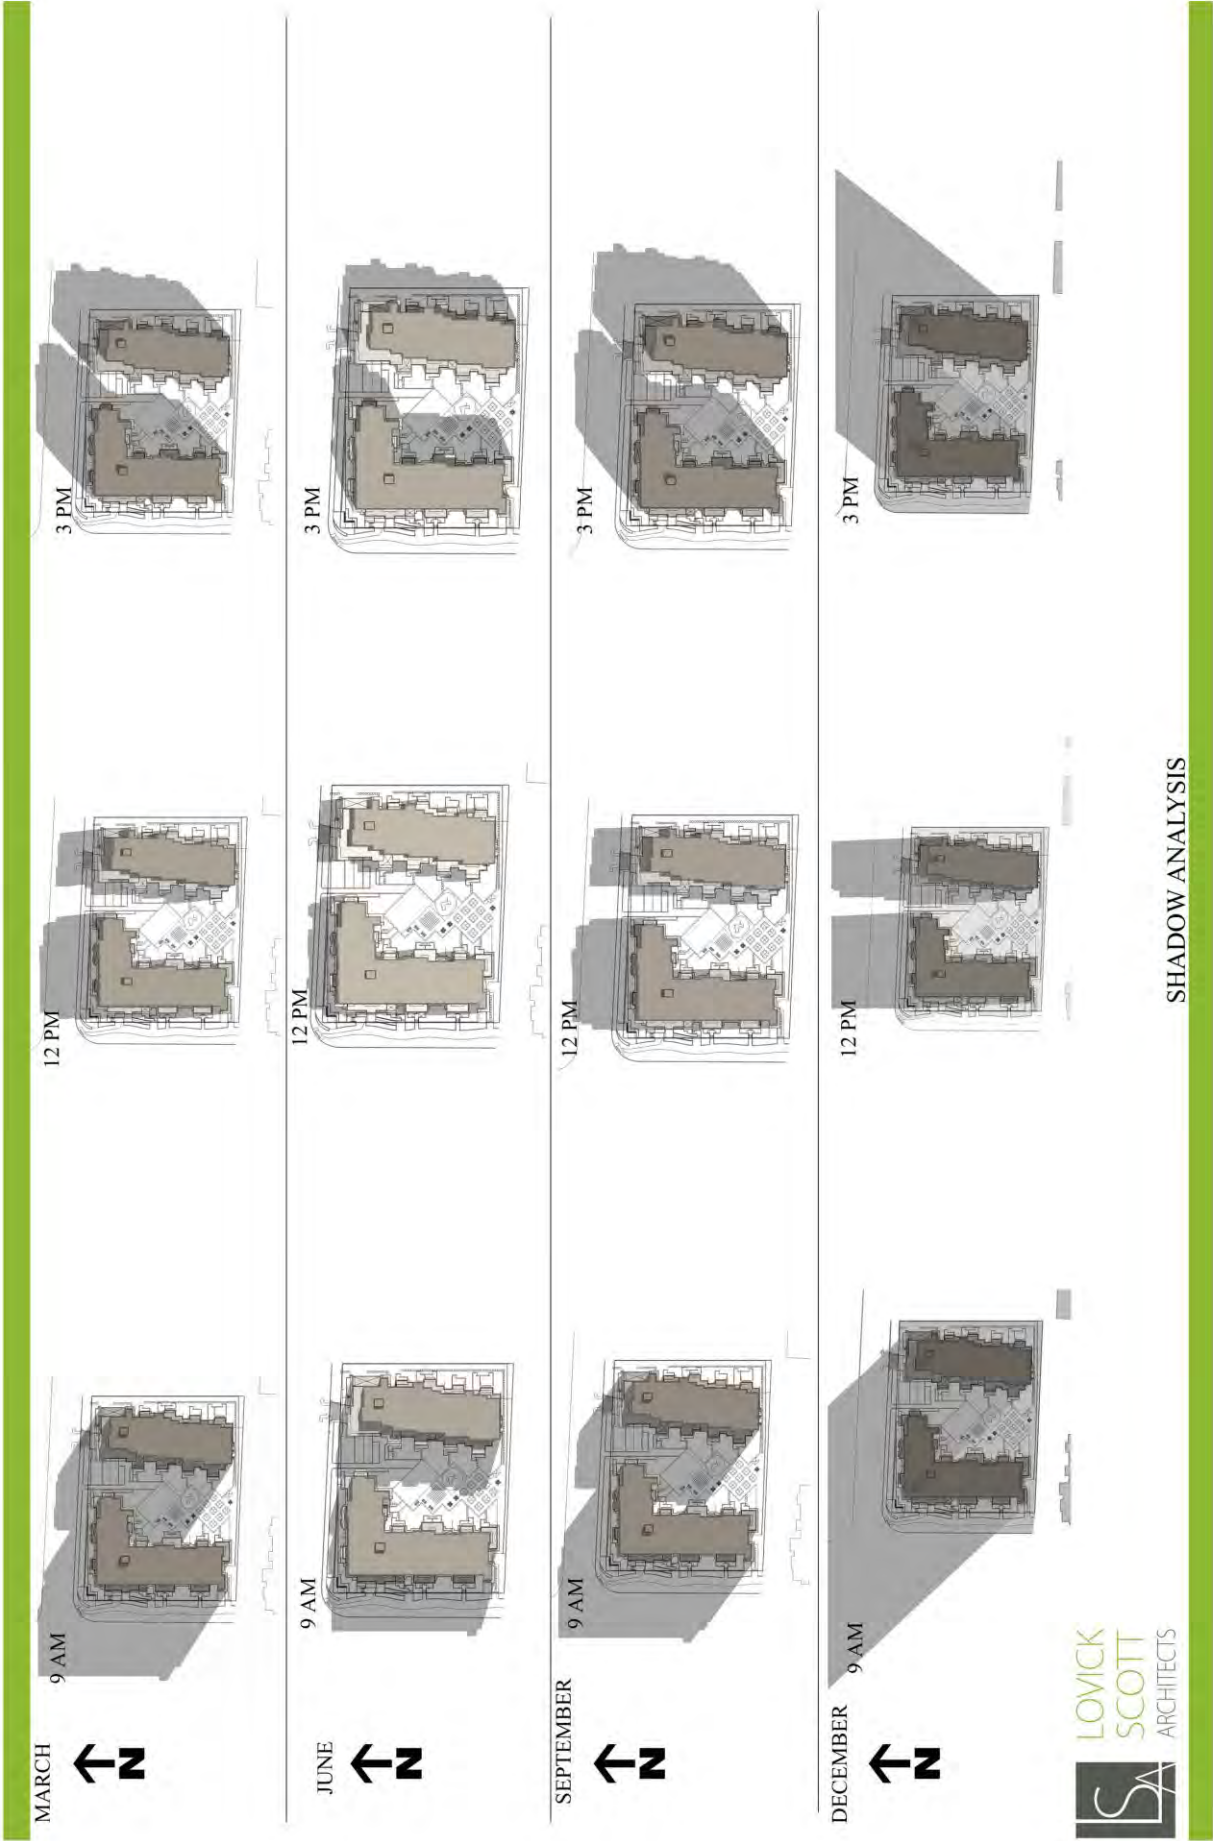 MARCH
9 AM
12 PM
3 PM
N
JUNE
9 AM
12 PM
3 PM
N
SEPTEMBER
9 AM
12 PM
3 PM
N
DECEMBER
9 AM
12 PM
3 PM
N
LSA
LOVICK
SCOTT
ARCHITECTS
SHADOW ANALYSIS